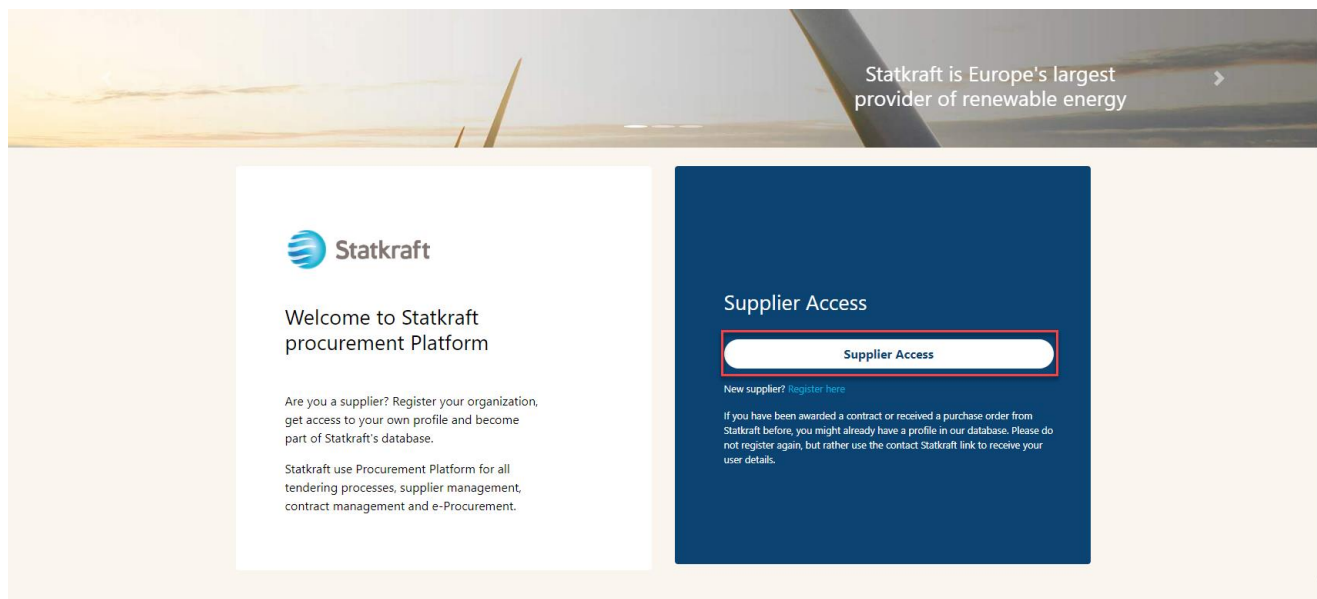 Statkraft is Europe's largest
provider of renewable energy
Statkraft
Welcome to Statkraft
procurement Platform
Are you a supplier? Register your organization,
get access to your own profile and become
part of Statkraft's database.
Statkraft use Procurement Platform for all
tendering processes, supplier management,
contract management and e-Procurement.
Supplier Access
Supplier Access
New supplier? Register here
If you have been awarded a contract or received a purchase order from
Statkraft before, you might already have a profile in our database. Please do
not register again, but rather use the contact Statkraft link to receive your
user details.